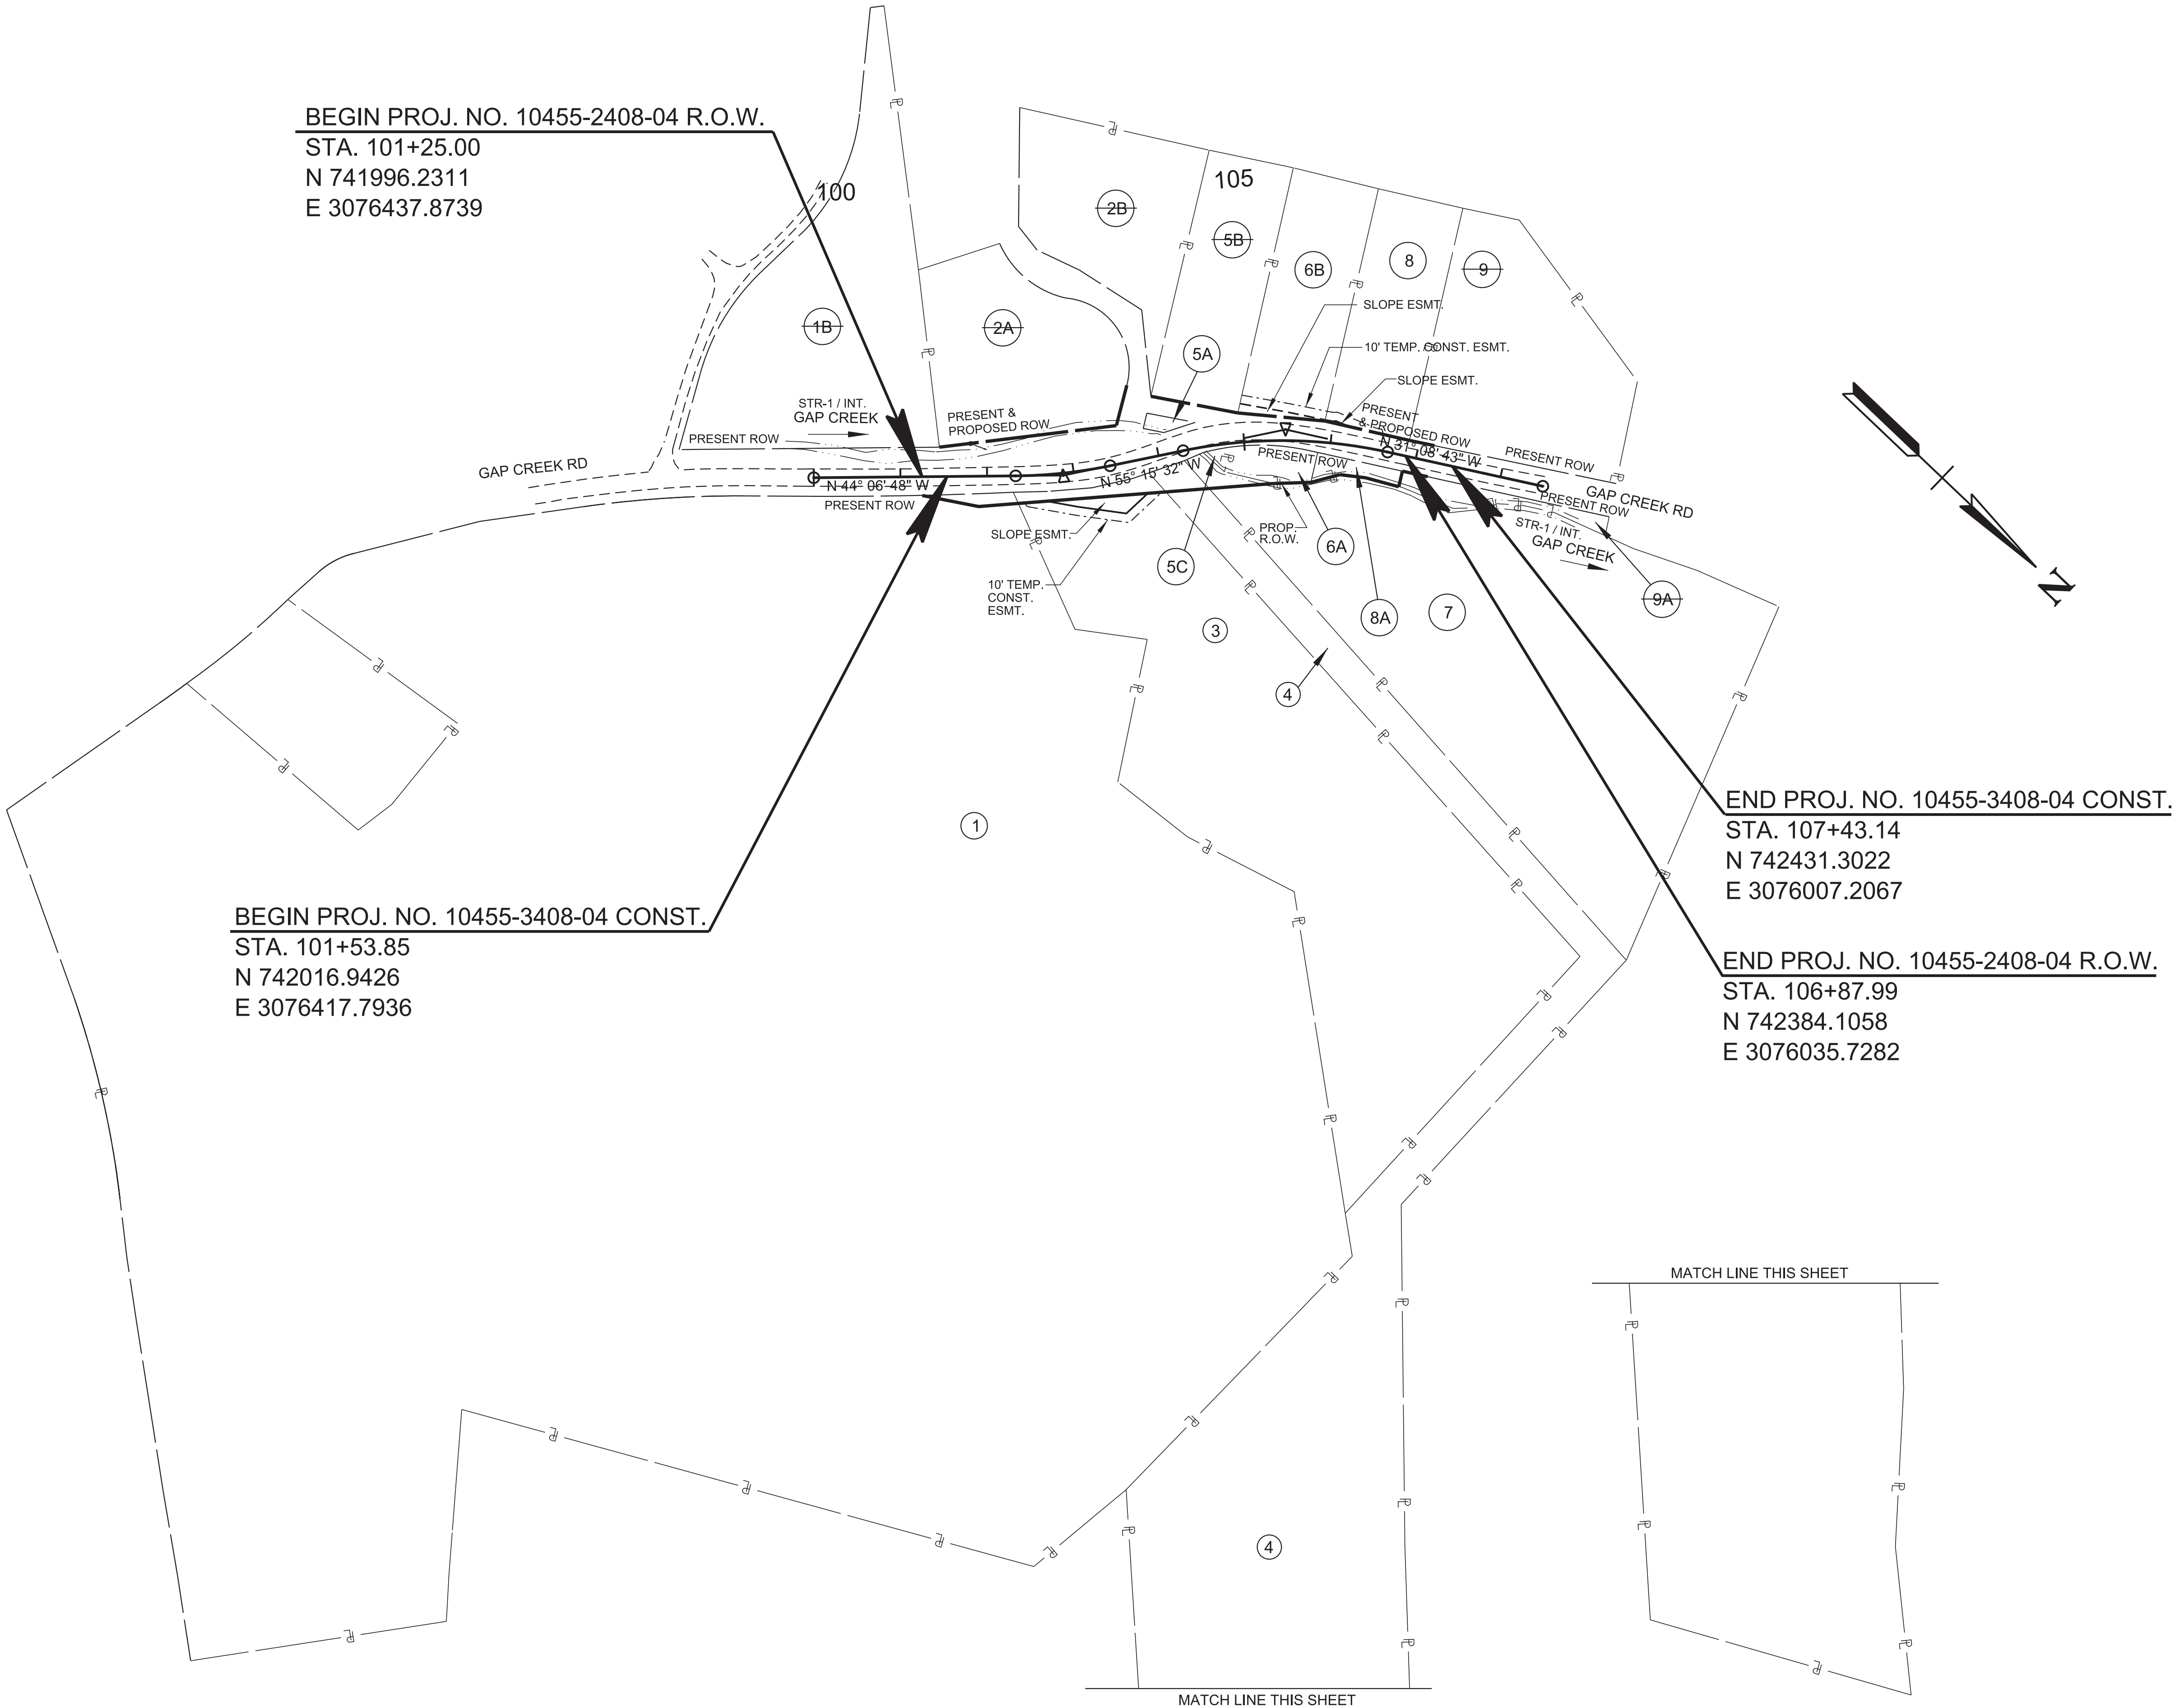 BEGIN PROJ. NO. 10455-2408-04 R.O.W.
STA. 101+25.00
N 741996.2311
E 3076437.8739
100
105
2B
5B
6B
8
9
1B
2A
5A
SLOPE ESMT.
10' TEMP. CONST. ESMT.
SLOPE ESMT.
STR-1 / INT.
GAP CREEK
PRESENT &
PROPOSED ROW
PRESENT
& PROPOSED ROW
PRESENT ROW
PRESENT ROW
GAP CREEK RD
N 44° 06' 48" W
N 55° 15' 32" W
N 31° 08' 43" W
PRESENT ROW
PRESENT ROW
GAP CREEK RD
PRESENT ROW
STR-1 / INT.
GAP CREEK
SLOPE ESMT.
PROP.
R.O.W.
6A
5C
10' TEMP.
CONST.
ESMT.
8A
7
9A
3
4
1
N
END PROJ. NO. 10455-3408-04 CONST.
STA. 107+43.14
N 742431.3022
E 3076007.2067
BEGIN PROJ. NO. 10455-3408-04 CONST.
STA. 101+53.85
N 742016.9426
E 3076417.7936
END PROJ. NO. 10455-2408-04 R.O.W.
STA. 106+87.99
N 742384.1058
E 3076035.7282
MATCH LINE THIS SHEET
4
MATCH LINE THIS SHEET